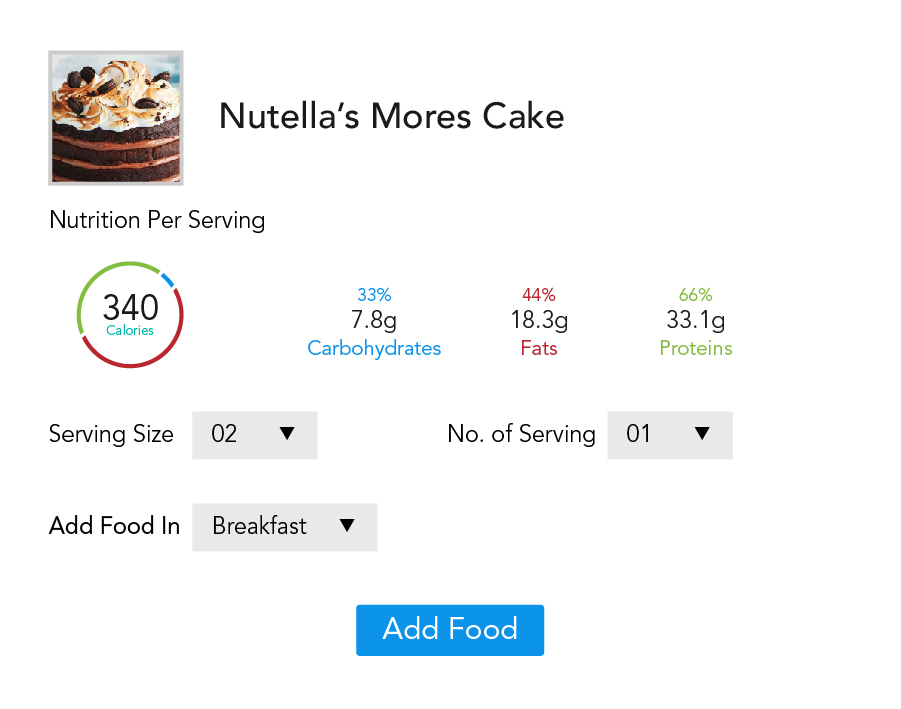 Nutella’s Mores Cake
Nutrition Per Serving
340
Calories
33%
7.8g
Carbohydrates
44%
18.3g
Fats
66%
33.1g
Proteins
Serving Size 02
No. of Serving 01
Add Food In Breakfast
Add Food